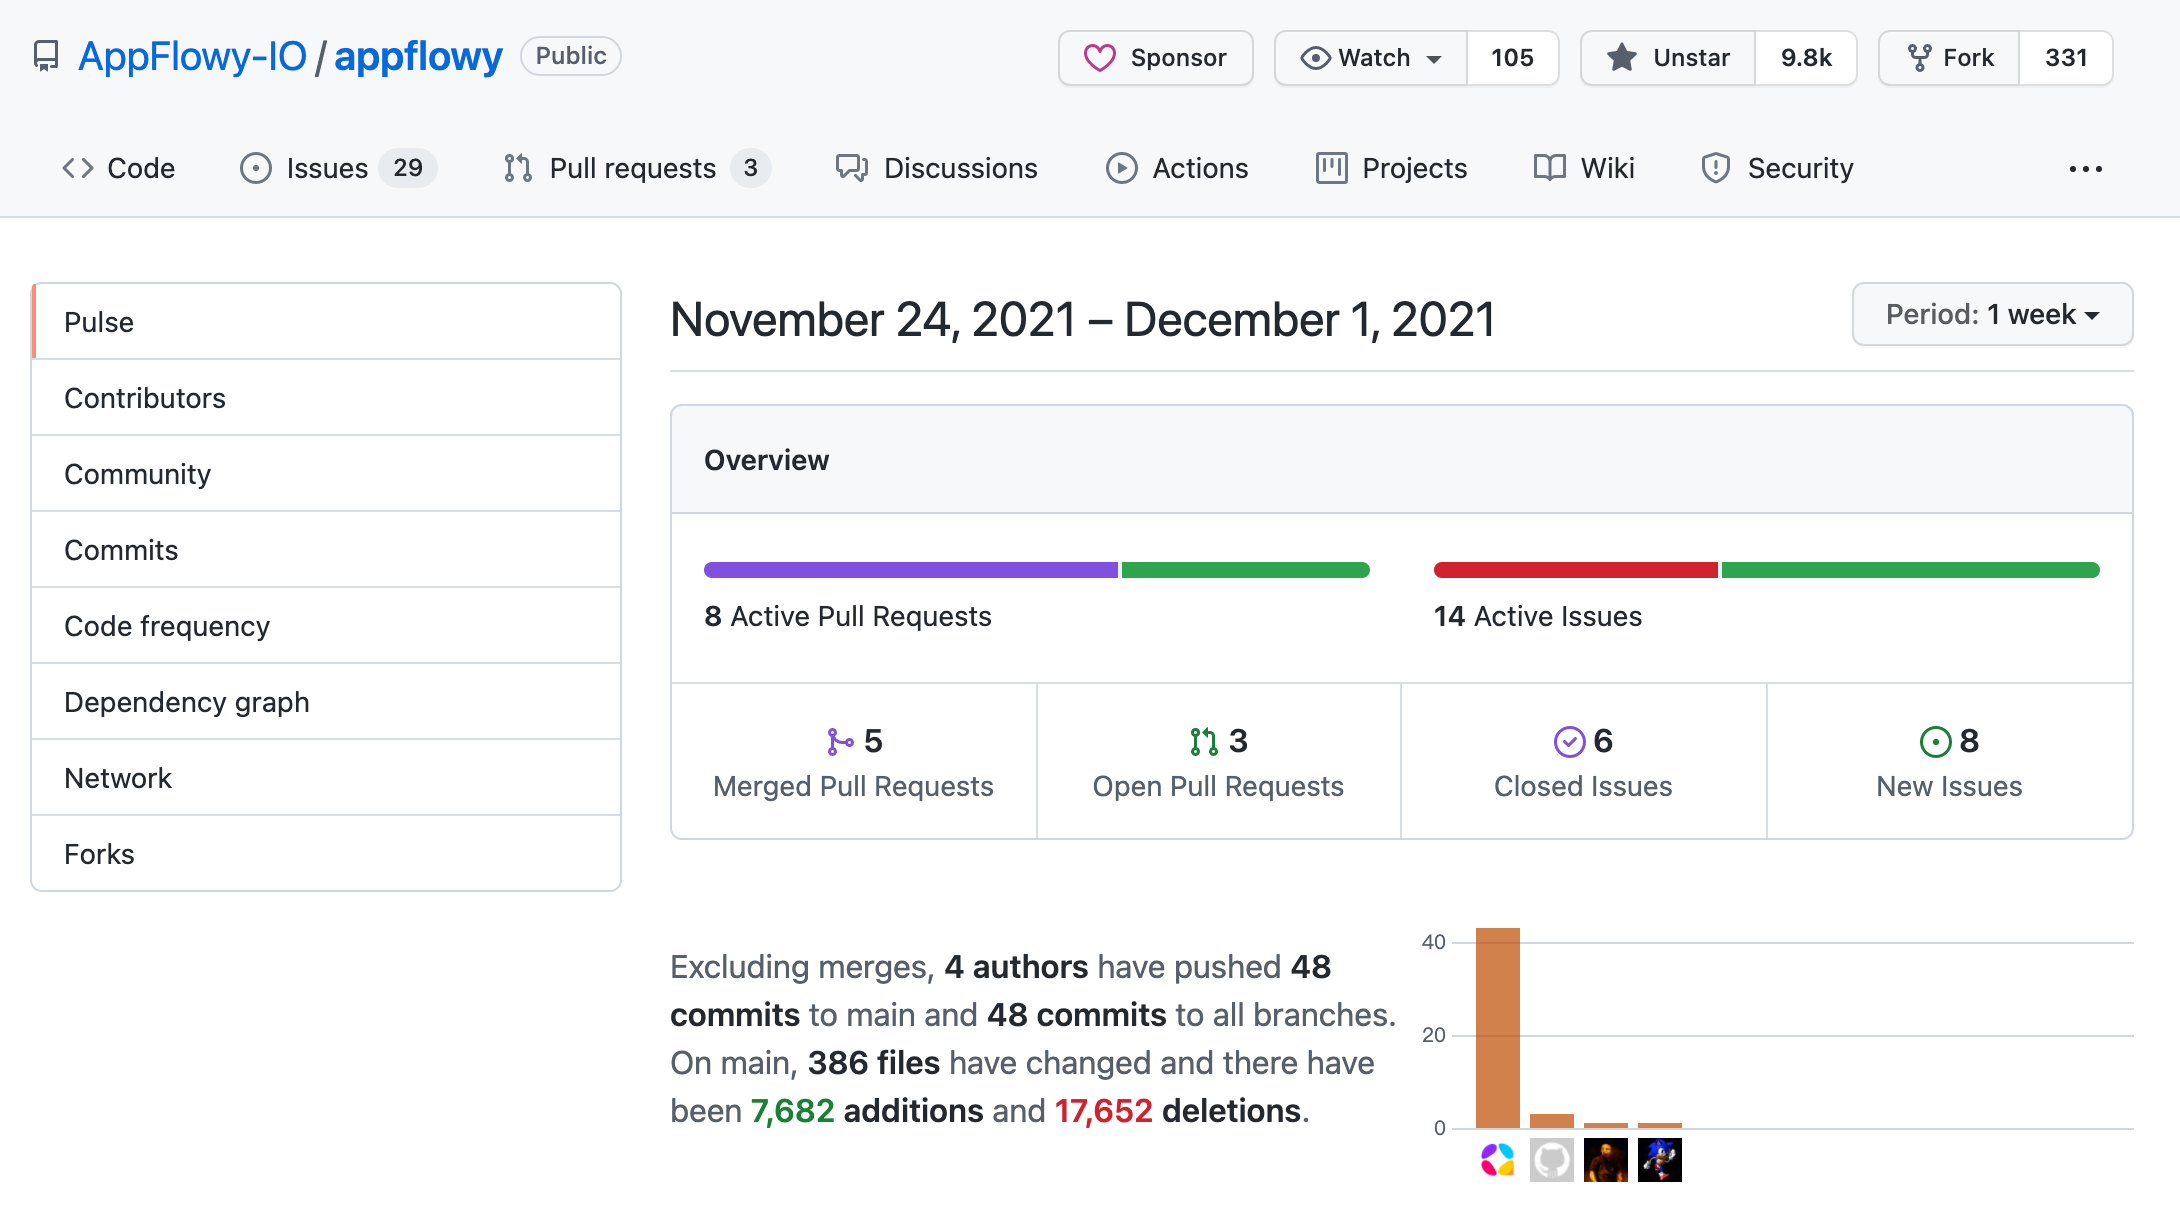 AppFlowy-IO / appflowy Public Sponsor Watch 105 Unstar 9.8k Fork 331
Code Issues 29 Pull requests 3 Discussions Actions Projects Wiki Security
Pulse
Contributors
Community
Commits
Code frequency
Dependency graph
Network
Forks
November 24, 2021 – December 1, 2021
Period: 1 week
Overview
8 Active Pull Requests
14 Active Issues
5
Merged Pull Requests
3
Open Pull Requests
6
Closed Issues
8
New Issues
Excluding merges, 4 authors have pushed 48
commits to main and 48 commits to all branches.
On main, 386 files have changed and there have
been 7,682 additions and 17,652 deletions.
40
20
0